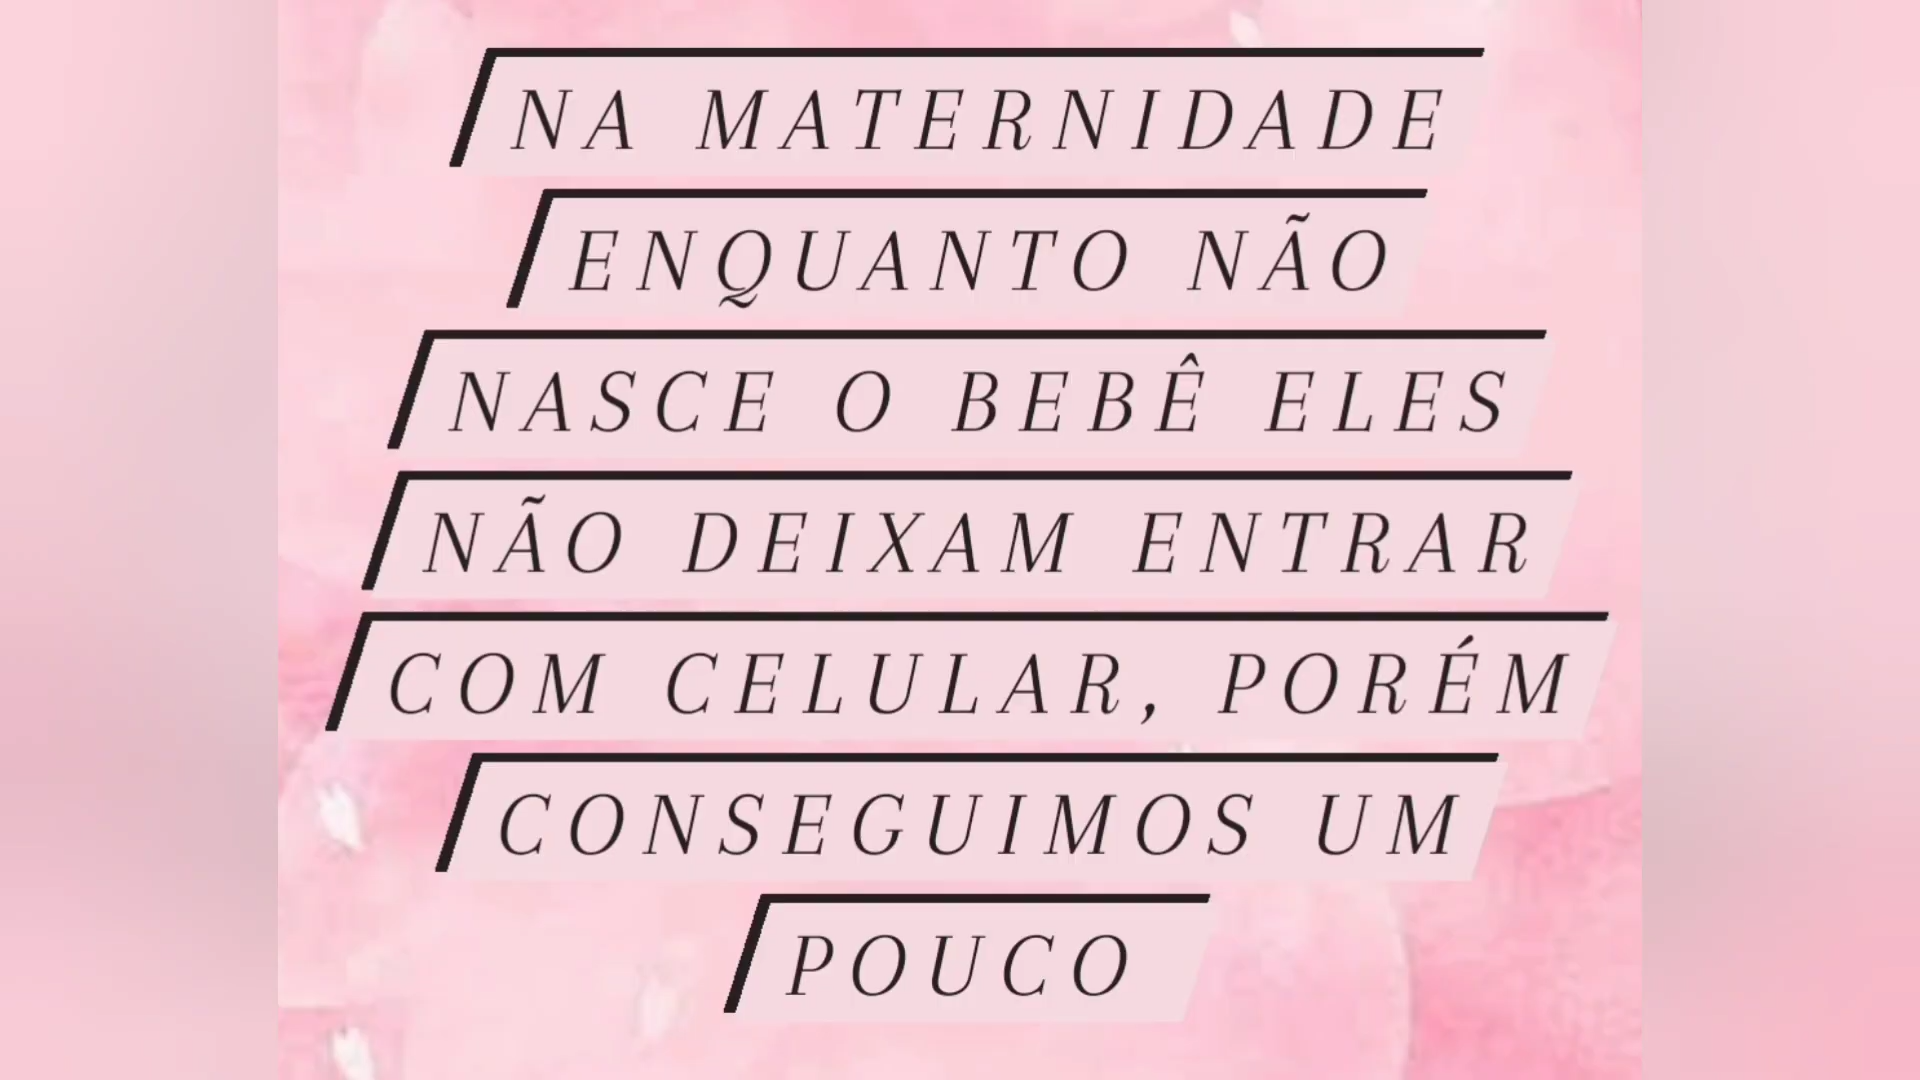 NA MATERNIDADE
ENQUANTO NÃO
NASCE O BEBÊ ELES
NÃO DEIXAM ENTRAR
COM CELULAR, PORÉM
CONSEGUIMOS UM
POUCO